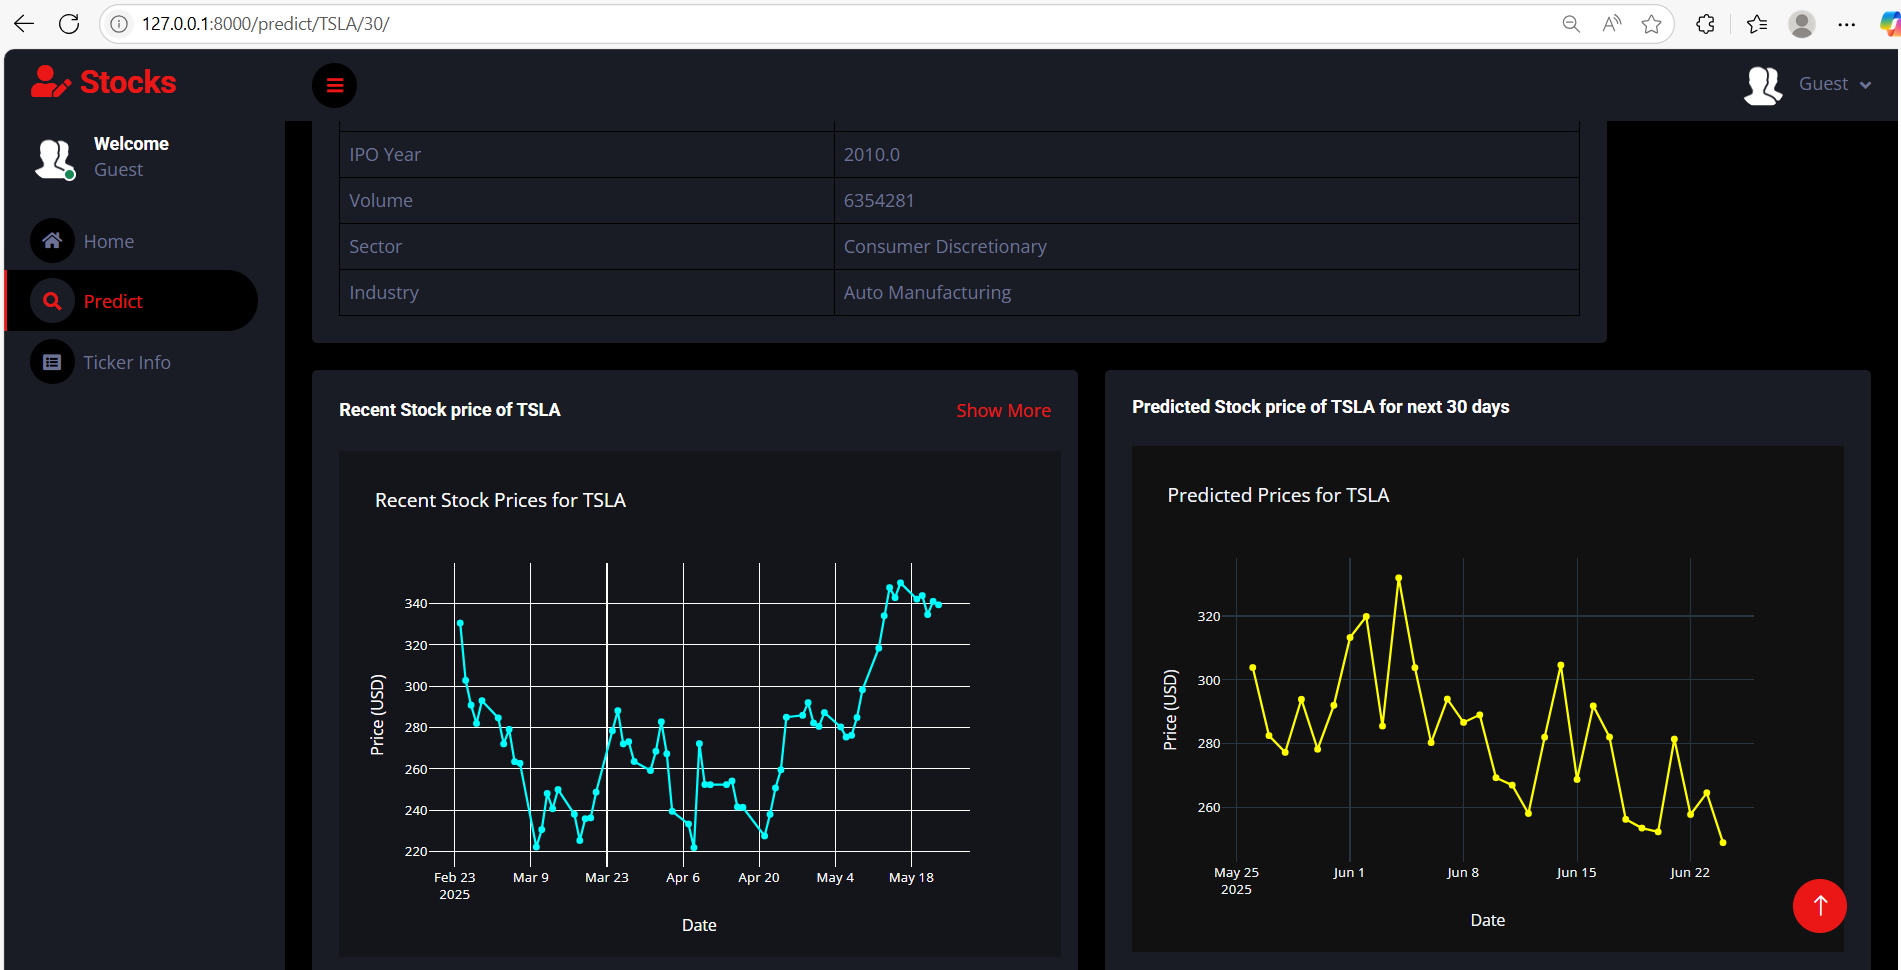 127.0.0.1:8000/predict/TSLA/30/
Stocks
Guest
Welcome
Guest
Home
Predict
Ticker Info
IPO Year 2010.0
Volume 6354281
Sector Consumer Discretionary
Industry Auto Manufacturing
Recent Stock price of TSLA
Show More
Recent Stock Prices for TSLA
Price (USD)
340
320
300
280
260
240
220
Feb 23 Mar 9 Mar 23 Apr 6 Apr 20 May 4 May 18
2025
Date
Predicted Stock price of TSLA for next 30 days
Predicted Prices for TSLA
Price (USD)
320
300
280
260
May 25 Jun 1 Jun 8 Jun 15 Jun 22
2025
Date